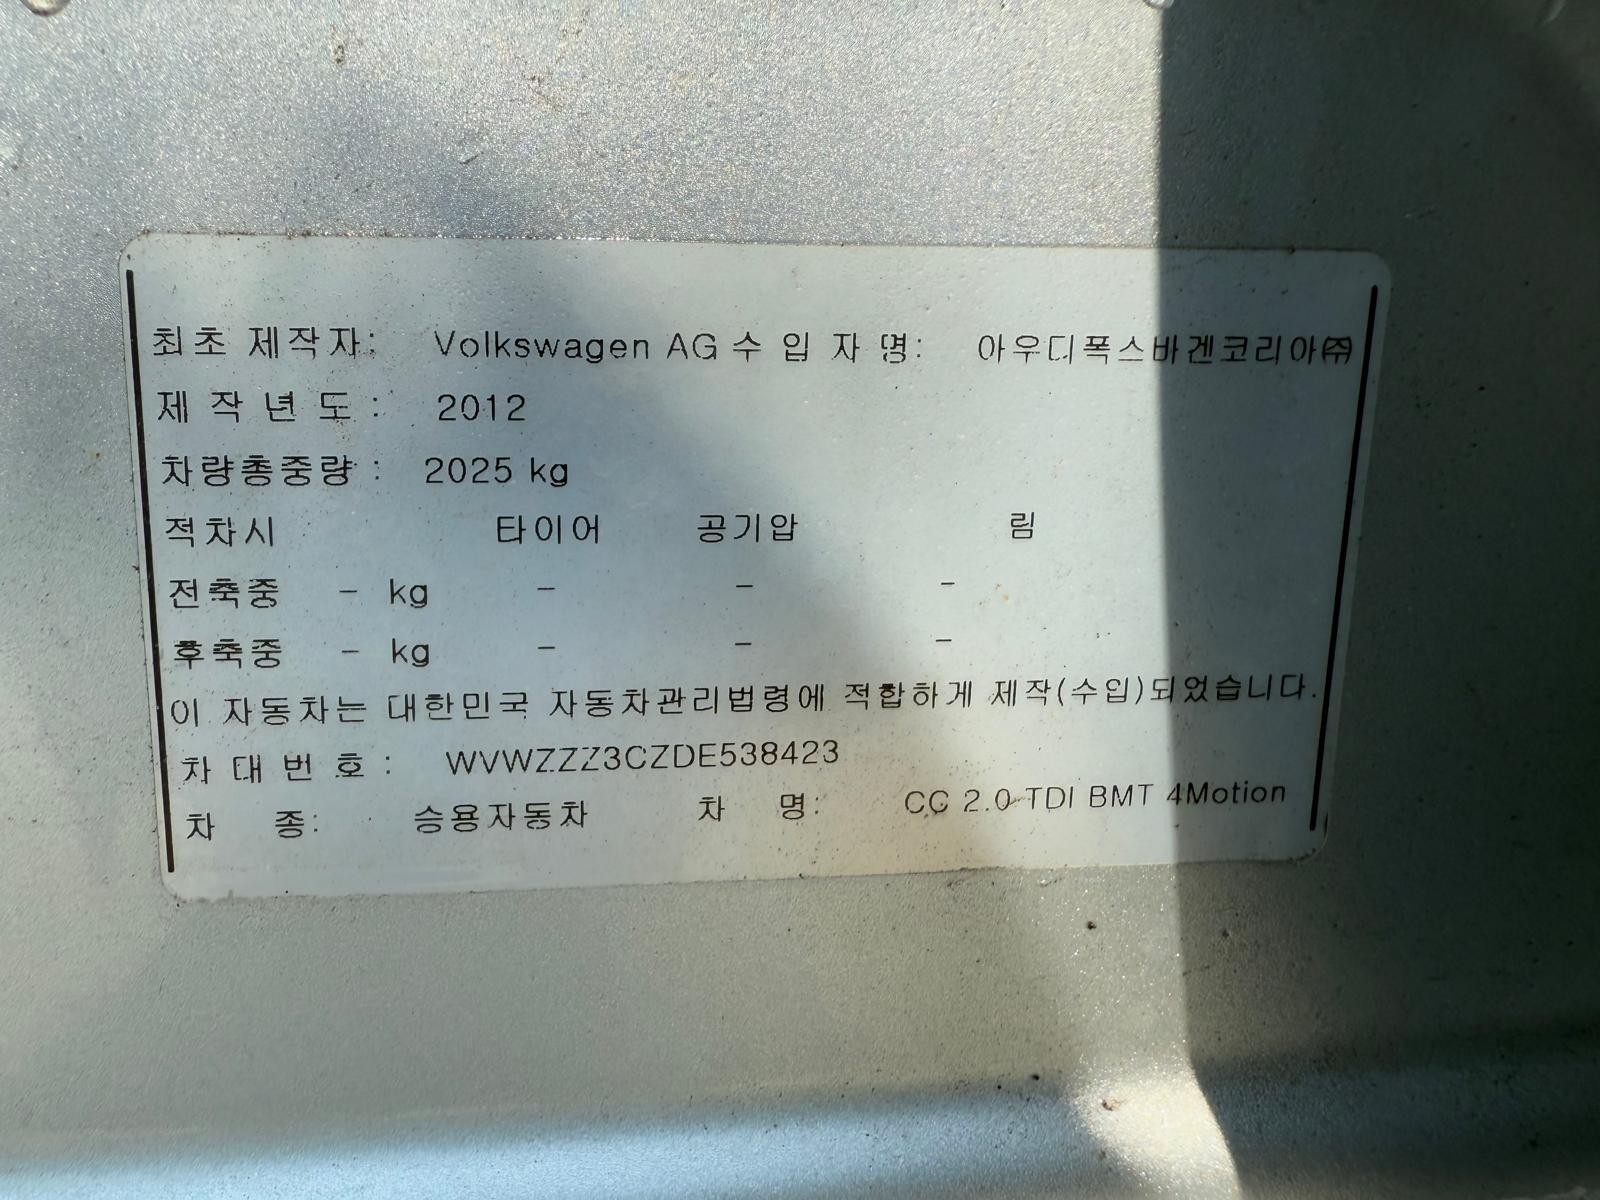 최초 제작자: Volkswagen AG 수 입 자 명: 아우디폭스바겐코리아㈜
제 작 년 도 : 2012
차량총중량 : 2025 kg
적차시 타이어 공기압 림
전축중 - kg - - -
후축중 - kg - - -
이 자동차는 대한민국 자동차관리법령에 적합하게 제작(수입)되었습니다.
차 대 번 호 : WVWZZZ3CZDE538423
차 종: 승용자동차 차 명: CC 2.0 TDI BMT 4Motion